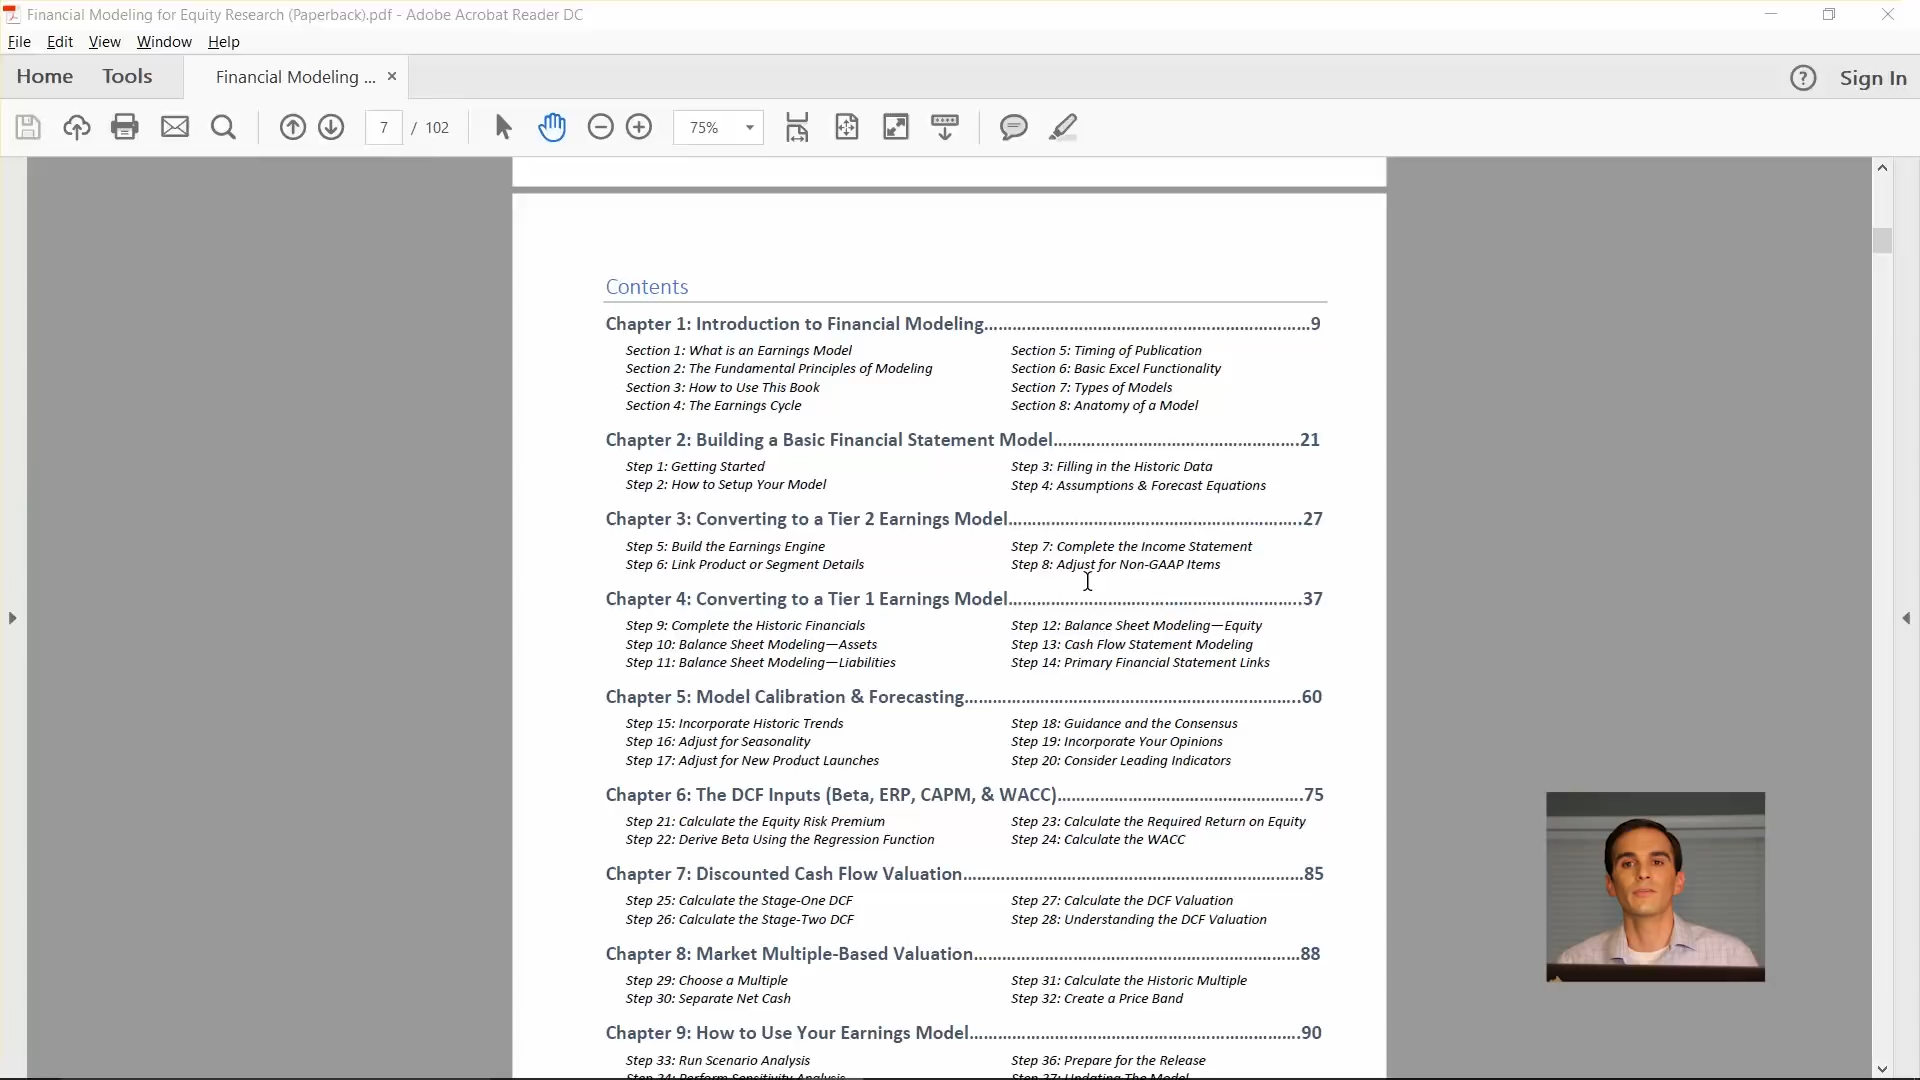 Financial Modeling for Equity Research (Paperback).pdf - Adobe Acrobat Reader DC
File Edit View Window Help
Home Tools Financial Modeling ... × ? Sign In
7 / 102 75%
Contents
Chapter 1: Introduction to Financial Modeling..........................................................9
Section 1: What is an Earnings Model
Section 2: The Fundamental Principles of Modeling
Section 3: How to Use This Book
Section 4: The Earnings Cycle
Section 5: Timing of Publication
Section 6: Basic Excel Functionality
Section 7: Types of Models
Section 8: Anatomy of a Model
Chapter 2: Building a Basic Financial Statement Model...........................................21
Step 1: Getting Started
Step 2: How to Setup Your Model
Step 3: Filling in the Historic Data
Step 4: Assumptions & Forecast Equations
Chapter 3: Converting to a Tier 2 Earnings Model....................................................27
Step 5: Build the Earnings Engine
Step 6: Link Product or Segment Details
Step 7: Complete the Income Statement
Step 8: Adjust for Non-GAAP Items
Chapter 4: Converting to a Tier 1 Earnings Model....................................................37
Step 9: Complete the Historic Financials
Step 10: Balance Sheet Modeling—Assets
Step 11: Balance Sheet Modeling—Liabilities
Step 12: Balance Sheet Modeling—Equity
Step 13: Cash Flow Statement Modeling
Step 14: Primary Financial Statement Links
Chapter 5: Model Calibration & Forecasting............................................................60
Step 15: Incorporate Historic Trends
Step 16: Adjust for Seasonality
Step 17: Adjust for New Product Launches
Step 18: Guidance and the Consensus
Step 19: Incorporate Your Opinions
Step 20: Consider Leading Indicators
Chapter 6: The DCF Inputs (Beta, ERP, CAPM, & WACC)............................................75
Step 21: Calculate the Equity Risk Premium
Step 22: Derive Beta Using the Regression Function
Step 23: Calculate the Required Return on Equity
Step 24: Calculate the WACC
Chapter 7: Discounted Cash Flow Valuation.............................................................85
Step 25: Calculate the Stage-One DCF
Step 26: Calculate the Stage-Two DCF
Step 27: Calculate the DCF Valuation
Step 28: Understanding the DCF Valuation
Chapter 8: Market Multiple-Based Valuation..........................................................88
Step 29: Choose a Multiple
Step 30: Separate Net Cash
Step 31: Calculate the Historic Multiple
Step 32: Create a Price Band
Chapter 9: How to Use Your Earnings Model...........................................................90
Step 33: Run Scenario Analysis
Step 34: Perform Sensitivity Analysis
Step 36: Prepare for the Release
Step 37: Updating The Model